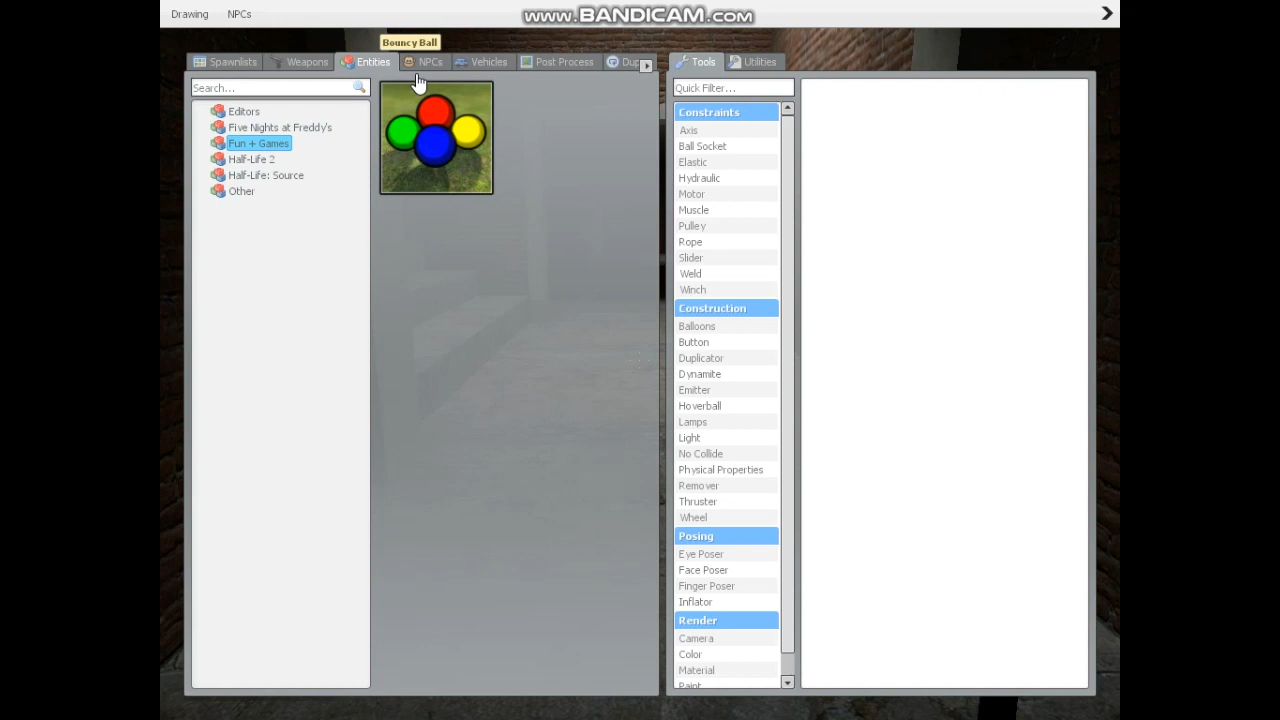 Drawing NPCs
www.BANDICAM.com
Bouncy Ball
Spawnlists Weapons Entities NPCs Vehicles Post Process Dup
Tools Utilities
Search...
Editors
Five Nights at Freddy's
Fun + Games
Half-Life 2
Half-Life: Source
Other
Quick Filter...
Constraints
Axis
Ball Socket
Elastic
Hydraulic
Motor
Muscle
Pulley
Rope
Slider
Weld
Winch
Construction
Balloons
Button
Duplicator
Dynamite
Emitter
Hoverball
Lamps
Light
No Collide
Physical Properties
Remover
Thruster
Wheel
Posing
Eye Poser
Face Poser
Finger Poser
Inflator
Render
Camera
Color
Material
Paint